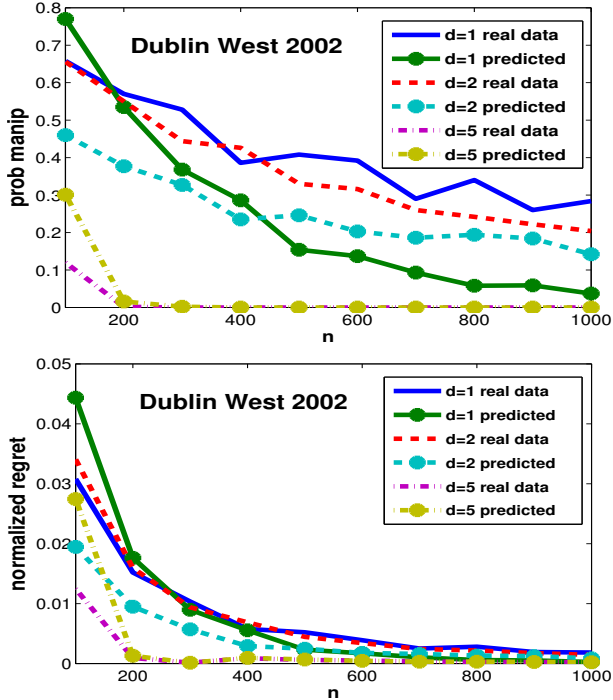 0.8
0.7
0.6
0.5
0.4
0.3
0.2
0.1
0
prob manip
Dublin West 2002
d=1 real data
d=1 predicted
d=2 real data
d=2 predicted
d=5 real data
d=5 predicted
200 400 600 800 1000
n
0.05
0.04
0.03
0.02
0.01
0
normalized regret
Dublin West 2002
d=1 real data
d=1 predicted
d=2 real data
d=2 predicted
d=5 real data
d=5 predicted
200 400 600 800 1000
n